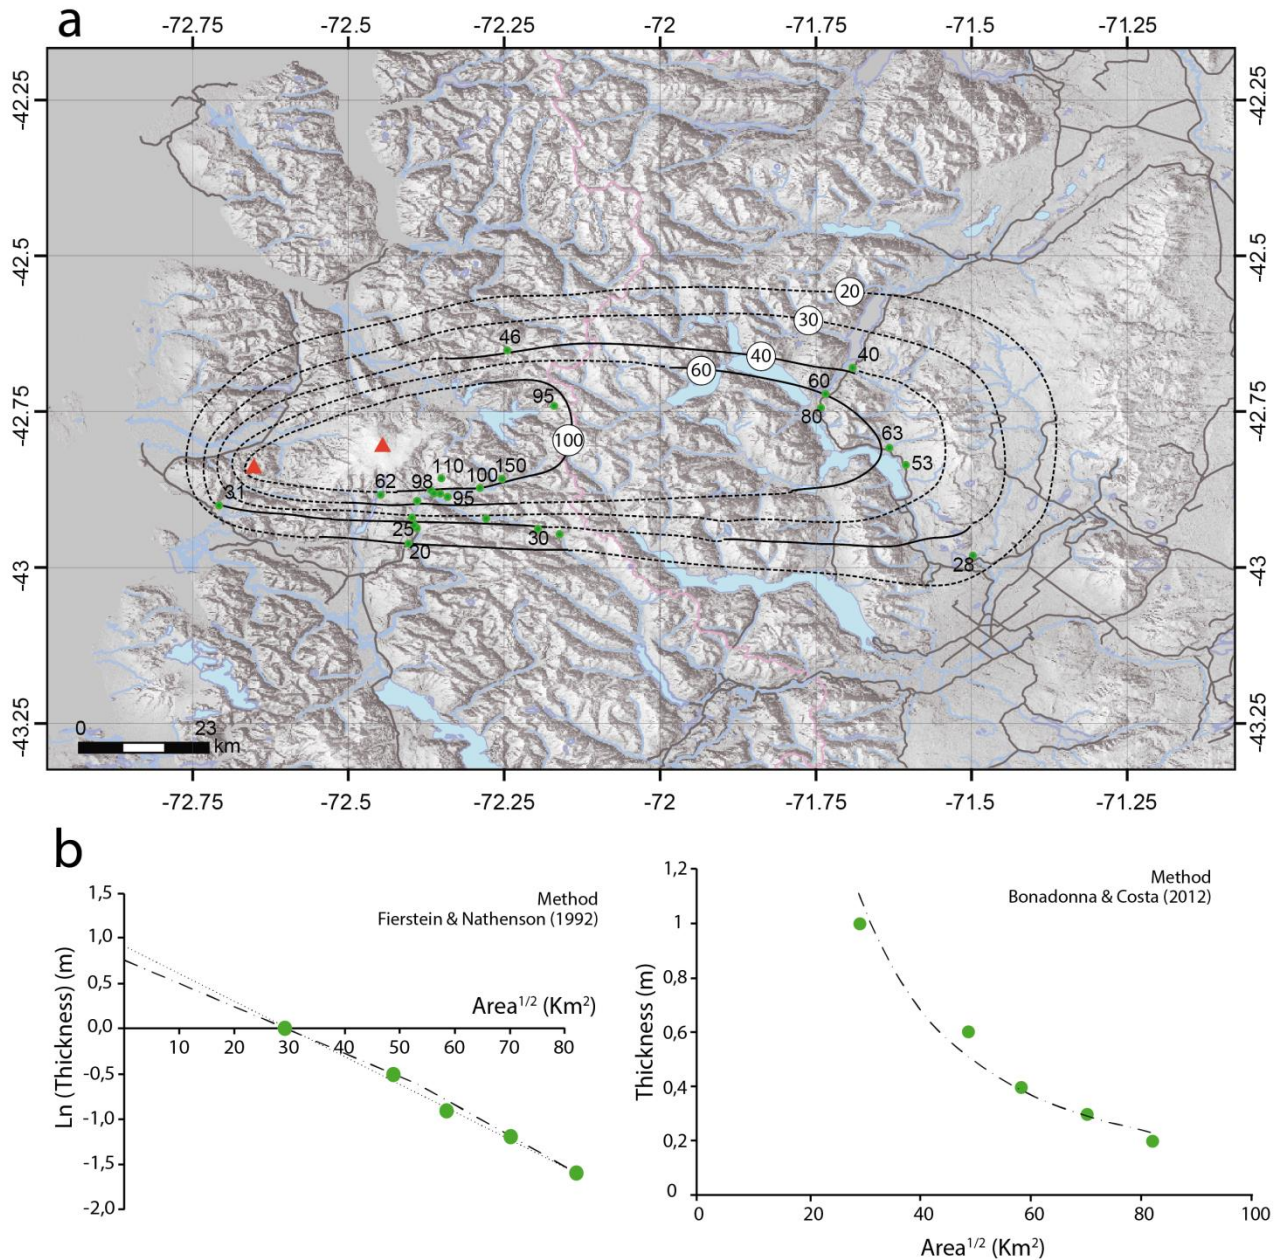 a
-72.75 -72.5 -72.25 -72 -71.75 -71.5 -71.25
-42.25 -42.25
-42.5 -42.5
20
30
46
40 40
60 60
95
80
-42.75 -42.75
100
63
53
110 150
98 100
62
31 95
25 30
20
28
-43 -43
-43.25 -43.25
0 23
km
-72.75 -72.5 -72.25 -72 -71.75 -71.5 -71.25
b
Method
Fierstein & Nathenson (1992)
Ln (Thickness) (m)
1,5
1,0
0,5
0,0
-0,5
-1,0
-1,5
-2,0
Area1/2 (Km2)
10 20 30 40 50 60 70 80
Method
Bonadonna & Costa (2012)
Thickness (m)
1,2
1
0,8
0,6
0,4
0,2
0
0 20 40 60 80 100
Area1/2 (Km2)